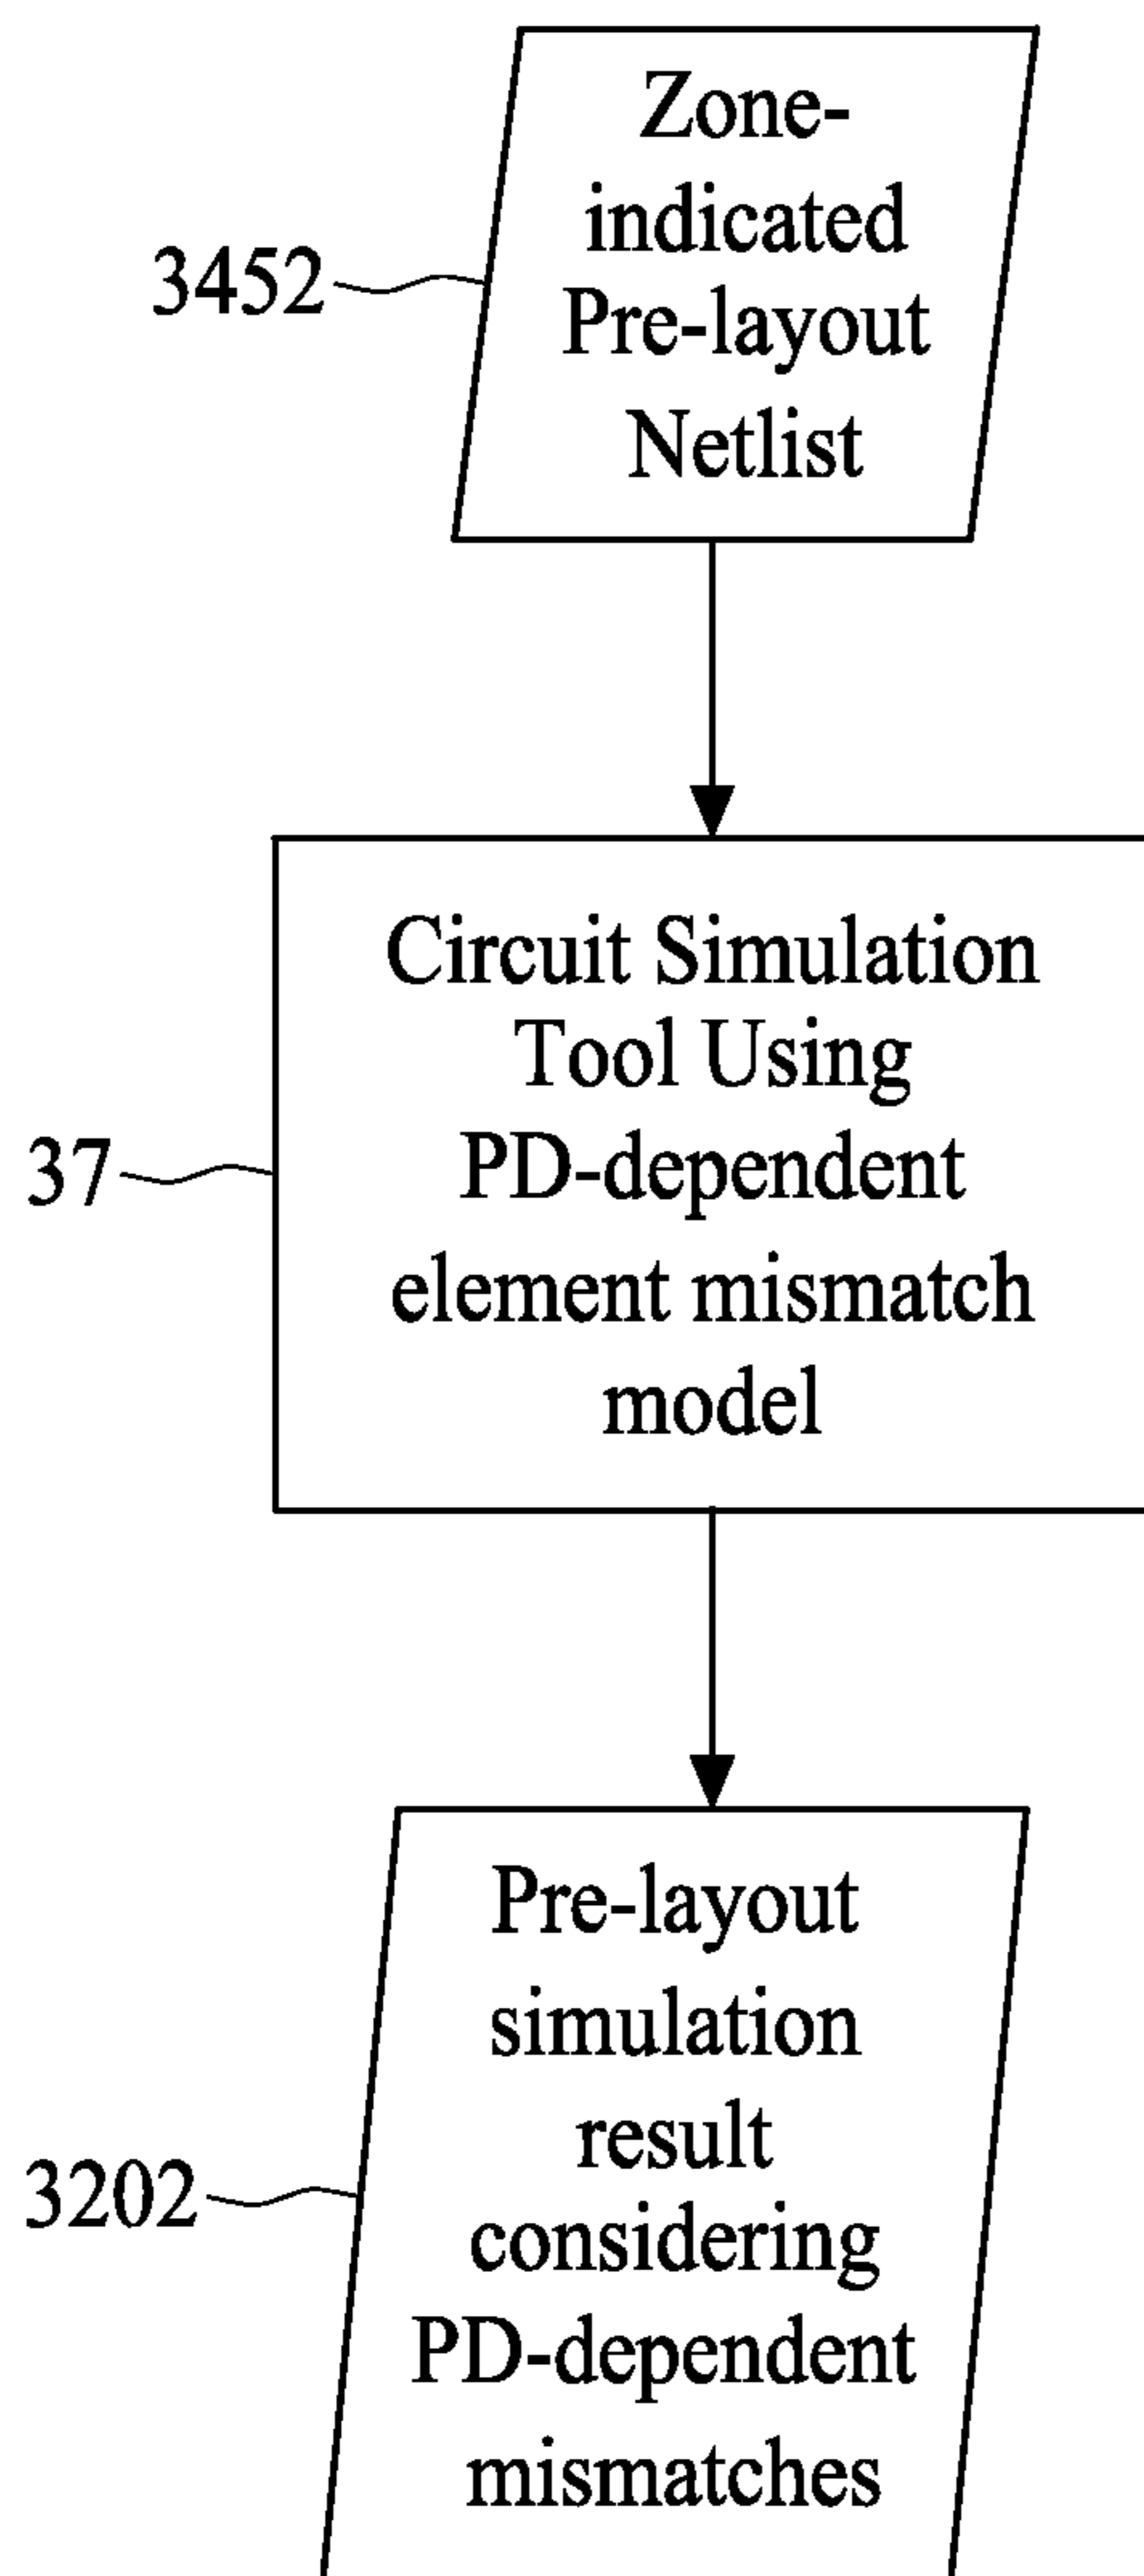 Zone-
indicated
Pre-layout
Netlist
3452
Circuit Simulation
Tool Using
PD-dependent
element mismatch
model
37
Pre-layout
simulation
result
considering
PD-dependent
mismatches
3202